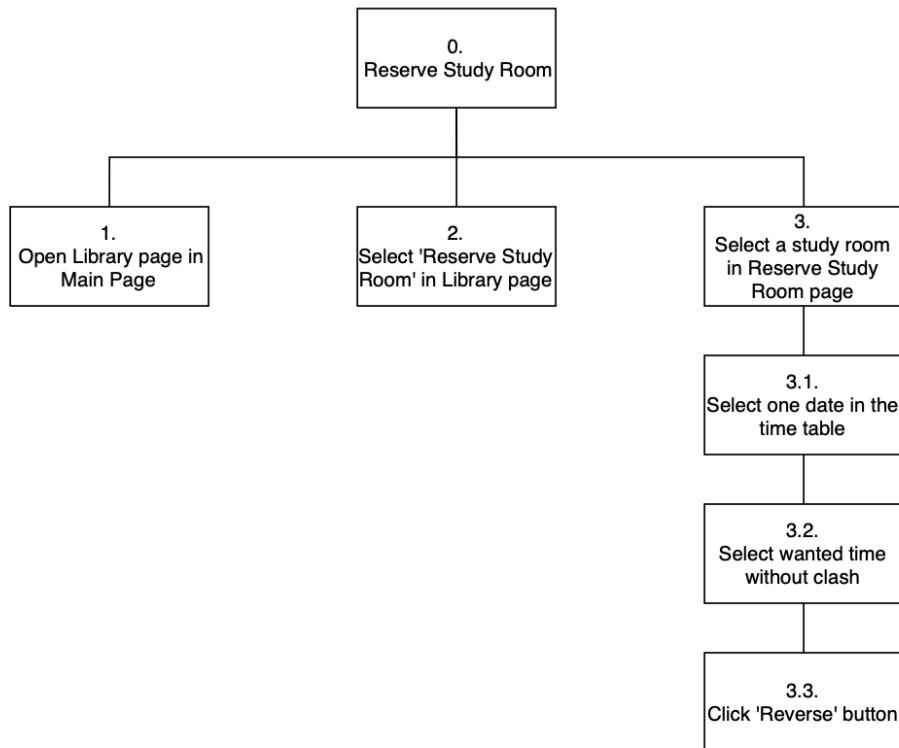 0.
Reserve Study Room
1.
Open Library page in
Main Page
2.
Select 'Reserve Study
Room' in Library page
3.
Select a study room
in Reserve Study
Room page
3.1.
Select one date in the
time table
3.2.
Select wanted time
without clash
3.3.
Click 'Reverse' button